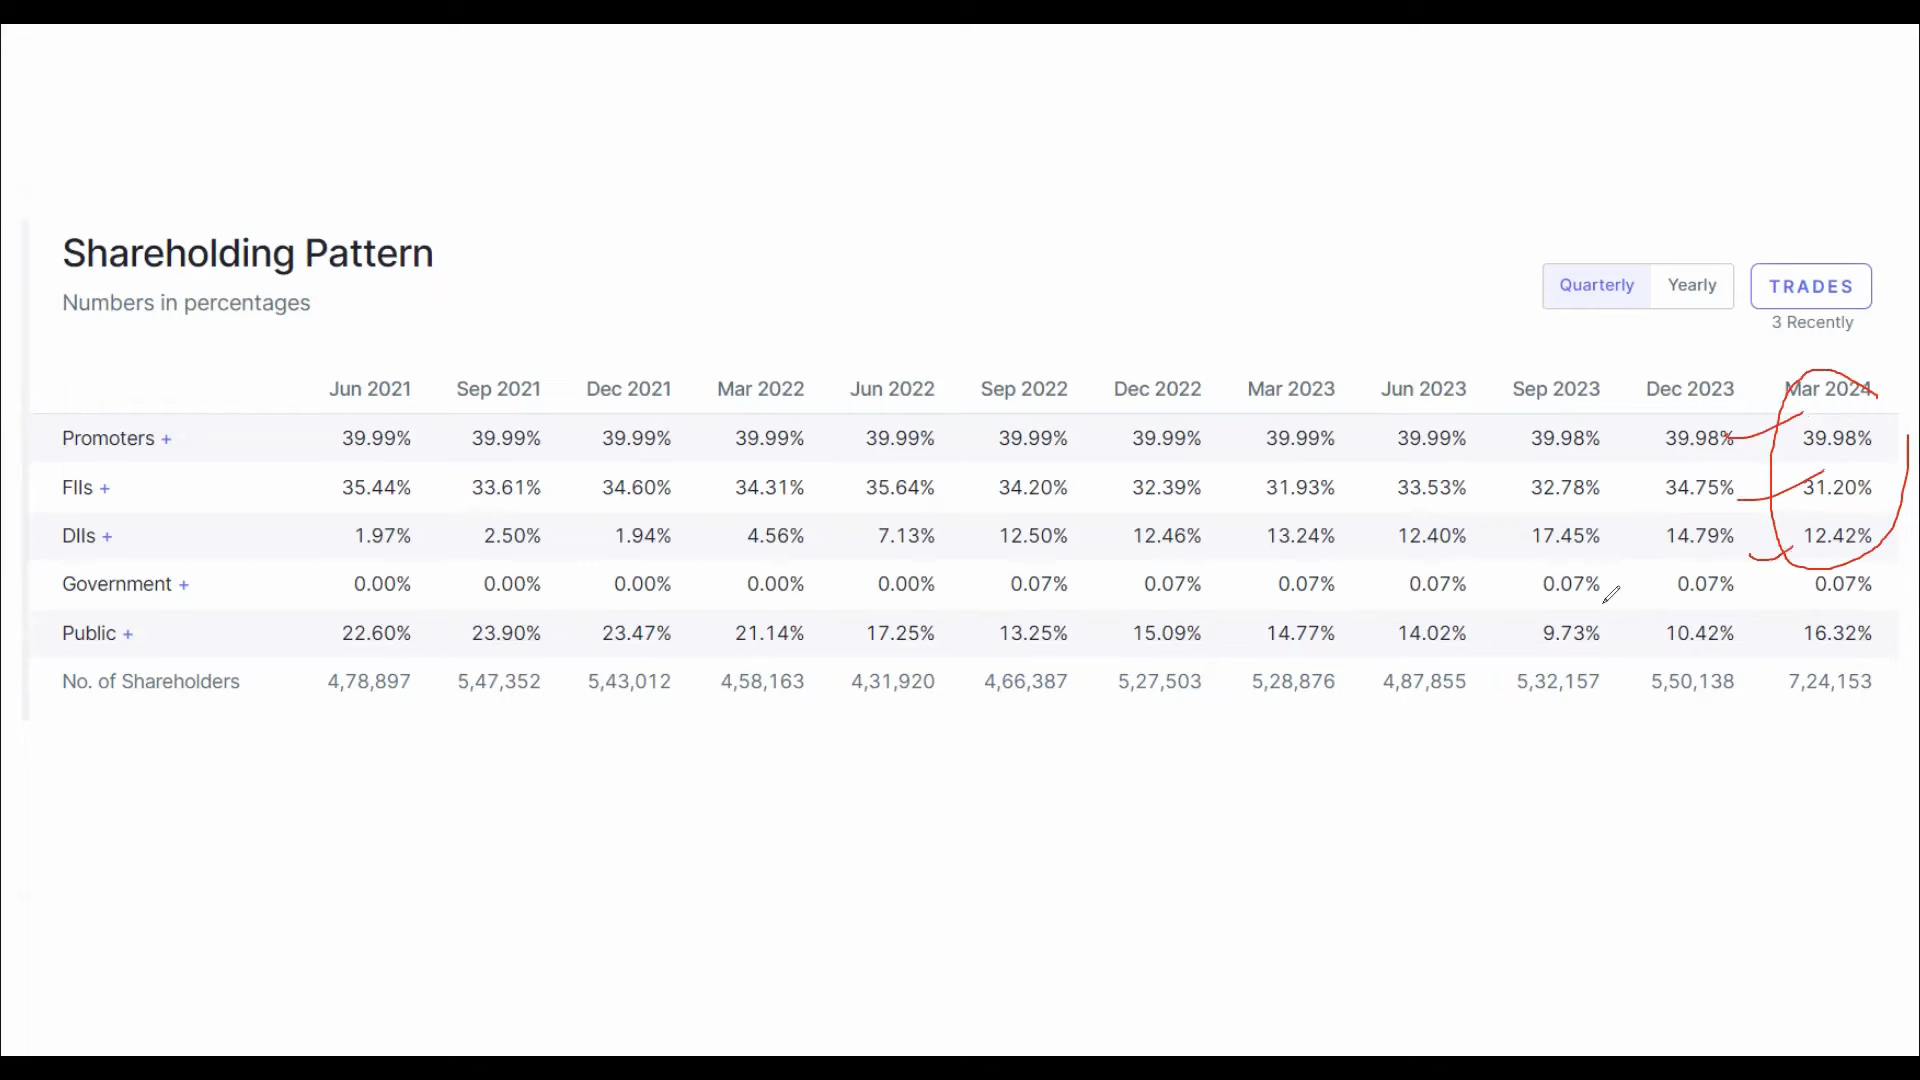 Shareholding Pattern
Numbers in percentages
Quarterly Yearly TRADES
3 Recently
Jun 2021 Sep 2021 Dec 2021 Mar 2022 Jun 2022 Sep 2022 Dec 2022 Mar 2023 Jun 2023 Sep 2023 Dec 2023 Mar 2024
Promoters + 39.99% 39.99% 39.99% 39.99% 39.99% 39.99% 39.99% 39.99% 39.99% 39.98% 39.98% 39.98%
FIIs + 35.44% 33.61% 34.60% 34.31% 35.64% 34.20% 32.39% 31.93% 33.53% 32.78% 34.75% 31.20%
DIIs + 1.97% 2.50% 1.94% 4.56% 7.13% 12.50% 12.46% 13.24% 12.40% 17.45% 14.79% 12.42%
Government + 0.00% 0.00% 0.00% 0.00% 0.00% 0.07% 0.07% 0.07% 0.07% 0.07% 0.07% 0.07%
Public + 22.60% 23.90% 23.47% 21.14% 17.25% 13.25% 15.09% 14.77% 14.02% 9.73% 10.42% 16.32%
No. of Shareholders 4,78,897 5,47,352 5,43,012 4,58,163 4,31,920 4,66,387 5,27,503 5,28,876 4,87,855 5,32,157 5,50,138 7,24,153